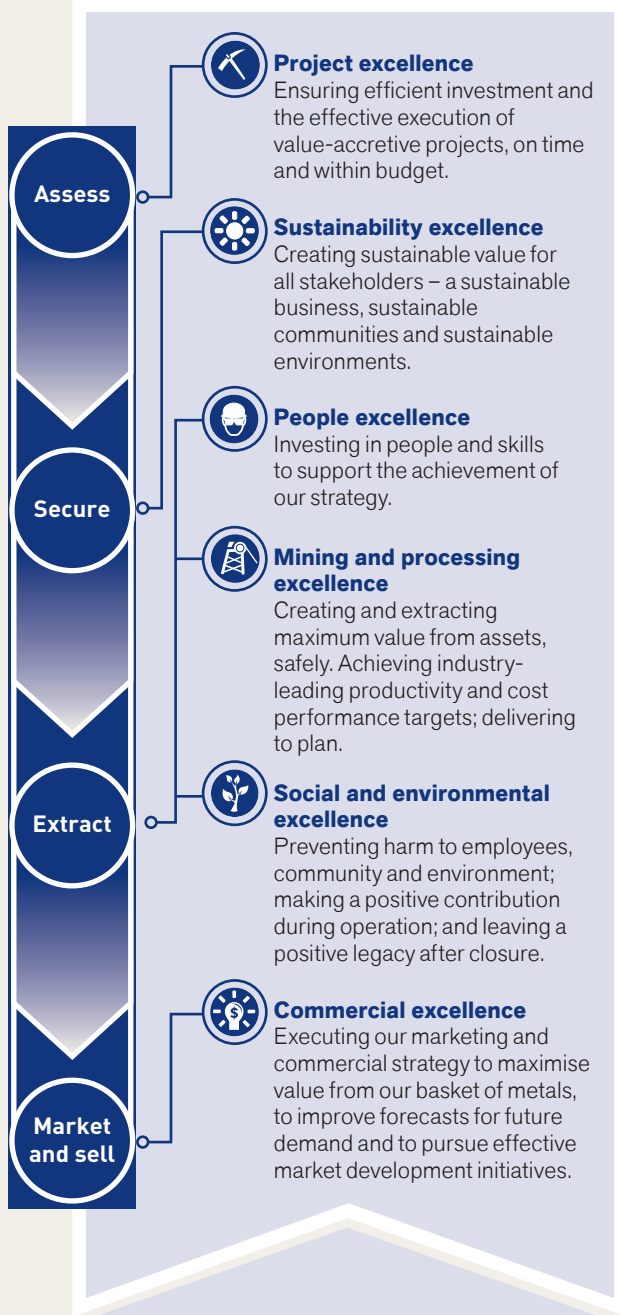 Assess
Secure
Extract
Market
and sell
Project excellence
Ensuring efficient investment and
the effective execution of
value-accretive projects, on time
and within budget.
Sustainability excellence
Creating sustainable value for
all stakeholders – a sustainable
business, sustainable
communities and sustainable
environments.
People excellence
Investing in people and skills
to support the achievement of
our strategy.
Mining and processing
excellence
Creating and extracting
maximum value from assets,
safely. Achieving industry-
leading productivity and cost
performance targets; delivering
to plan.
Social and environmental
excellence
Preventing harm to employees,
community and environment;
making a positive contribution
during operation; and leaving a
positive legacy after closure.
$
Commercial excellence
Executing our marketing and
commercial strategy to maximise
value from our basket of metals,
to improve forecasts for future
demand and to pursue effective
market development initiatives.